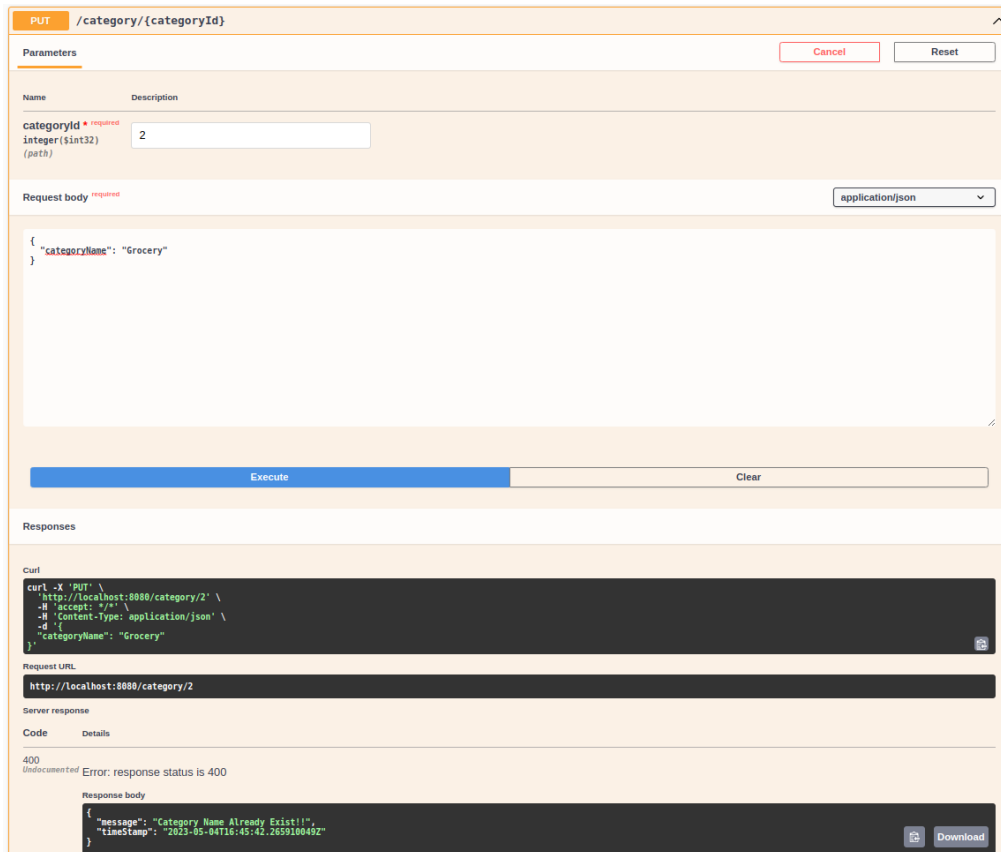 PUT /category/{categoryId}
Parameters
Cancel
Reset
Name Description
categoryId * required
integer($int32)
(path)
2
Request body required
application/json
{
  "categoryName": "Grocery"
}
Execute
Clear
Responses
Curl
curl -X 'PUT' \
  'http://localhost:8080/category/2' \
  -H 'accept: */*' \
  -H 'Content-Type: application/json' \
  -d '{
  "categoryName": "Grocery"
}'
Request URL
http://localhost:8080/category/2
Server response
Code Details
400
Undocumented
Error: response status is 400
Response body
{
  "message": "Category Name Already Exist!!",
  "timeStamp": "2023-05-04T16:45:42.265910049Z"
}
Download